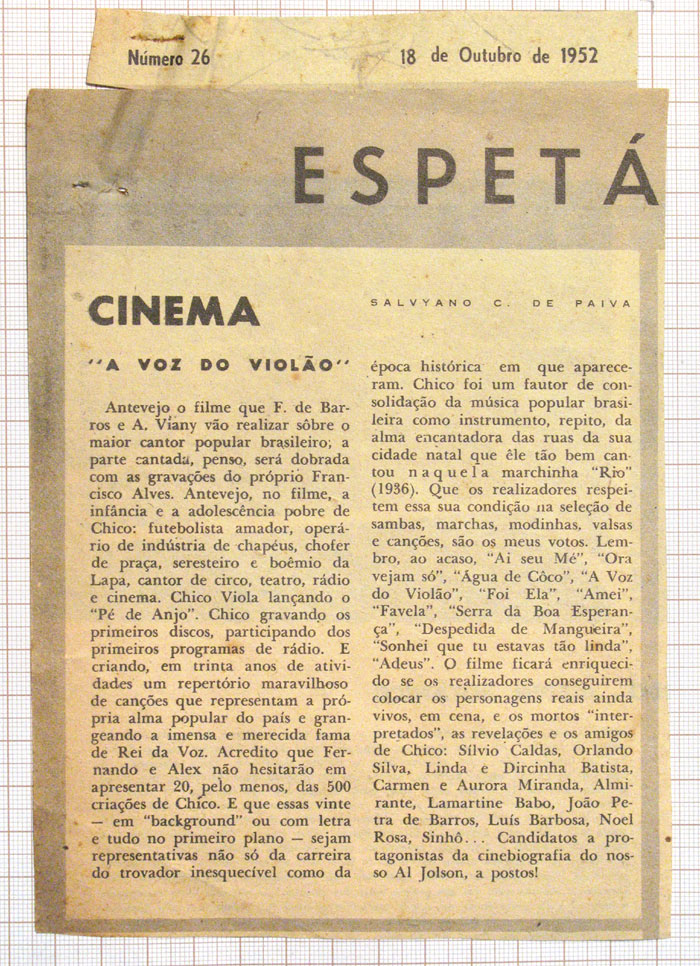 Número 26
18 de Outubro de 1952
ESPETÁ
CINEMA
SALVYANO C. DE PAIVA
"A VOZ DO VIOLÃO"
Antevejo o filme que F. de Bar-
ros e A. Viany vão realizar sôbre o
maior cantor popular brasileiro; a
parte cantada, penso, será dobrada
com as gravações do próprio Fran-
cisco Alves. Antevejo, no filme, a
infância e a adolescência pobre de
Chico: futebolista amador, operá-
rio de indústria de chapéus, chofer
de praça, seresteiro e boêmio da
Lapa, cantor de circo, teatro, rádio
e cinema. Chico Viola lançando o
"Pé de Anjo". Chico gravando os
primeiros discos, participando dos
primeiros programas de rádio. E
criando, em trinta anos de ativi-
dades um repertório maravilhoso
de canções que representam a pró-
pria alma popular do país e gran-
geando a imensa e merecida fama
de Rei da Voz. Acredito que Fer-
nando e Alex não hesitarão em
apresentar 20, pelo menos, das 500
criações de Chico. E que essas vinte
— em "background" ou com letra
e tudo no primeiro plano — sejam
representativas não só da carreira
do trovador inesquecível como da
época histórica em que aparece-
ram. Chico foi um fautor de con-
solidação da música popular brasi-
leira como instrumento, repito, da
alma encantadora das ruas da sua
cidade natal que êle tão bem can-
tou naquela marchinha "Rio"
(1936). Que os realizadores respei-
tem essa sua condição na seleção de
sambas, marchas, modinhas, valsas
e canções, são os meus votos. Lem-
bro, ao acaso, "Ai seu Mé", "Ora
vejam só", "Água de Côco", "A Voz
do Violão", "Foi Ela", "Amei",
"Favela", "Serra da Boa Esperan-
ça", "Despedida de Mangueira",
"Sonhei que tu estavas tão linda",
"Adeus". O filme ficará enriqueci-
do se os realizadores conseguirem
colocar os personagens reais ainda
vivos, em cena, e os mortos "inter-
pretados", as revelações e os amigos
de Chico: Sílvio Caldas, Orlando
Silva, Linda e Dircinha Batista,
Carmen e Aurora Miranda, Almi-
rante, Lamartine Babo, João Pe-
tra de Barros, Luís Barbosa, Noel
Rosa, Sinhô... Candidatos a pro-
tagonistas da cinebiografia do nos-
so Al Jolson, a postos!